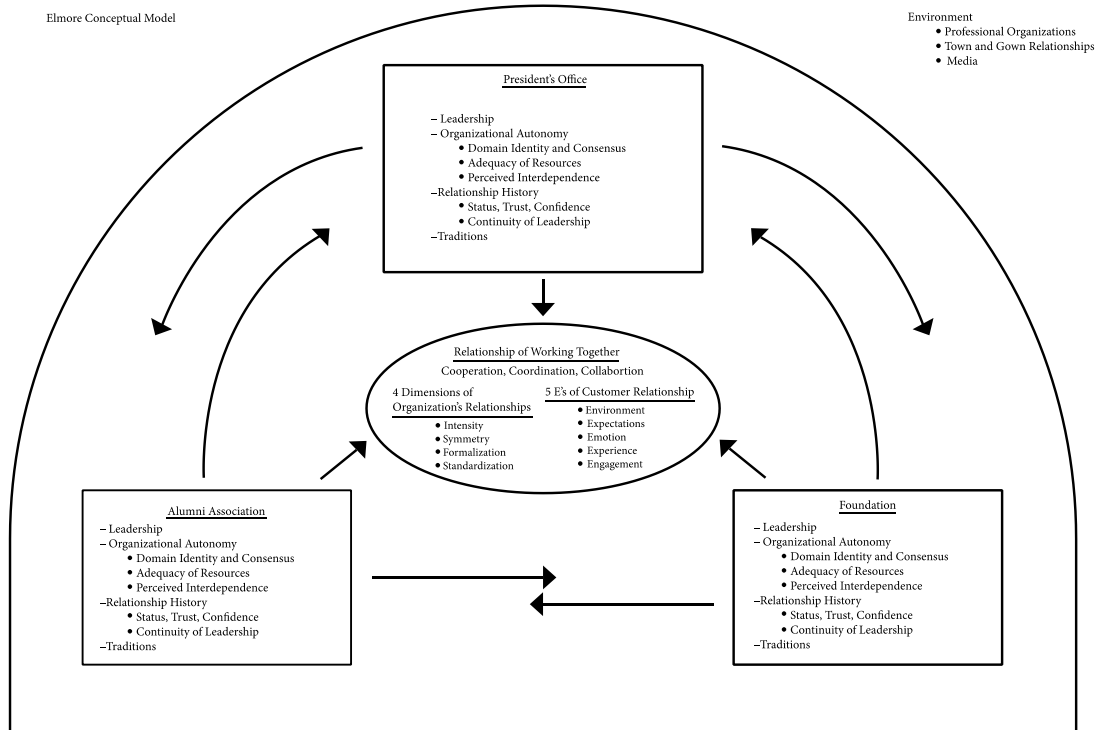 Elmore Conceptual Model
Environment
• Professional Organizations
• Town and Gown Relationships
• Media
President's Office
– Leadership
– Organizational Autonomy
• Domain Identity and Consensus
• Adequacy of Resources
• Perceived Interdependence
–Relationship History
• Status, Trust, Confidence
• Continuity of Leadership
–Traditions
Relationship of Working Together
Cooperation, Coordination, Collabortion
4 Dimensions of
Organization's Relationships
• Intensity
• Symmetry
• Formalization
• Standardization
5 E's of Customer Relationship
• Environment
• Expectations
• Emotion
• Experience
• Engagement
Alumni Association
– Leadership
– Organizational Autonomy
• Domain Identity and Consensus
• Adequacy of Resources
• Perceived Interdependence
–Relationship History
• Status, Trust, Confidence
• Continuity of Leadership
–Traditions
Foundation
– Leadership
– Organizational Autonomy
• Domain Identity and Consensus
• Adequacy of Resources
• Perceived Interdependence
–Relationship History
• Status, Trust, Confidence
• Continuity of Leadership
–Traditions